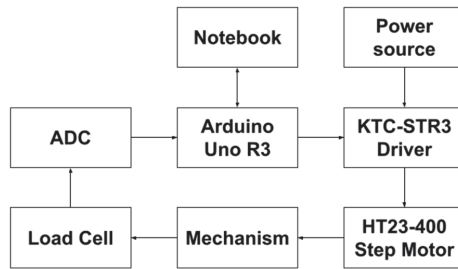 Notebook
Power
source
ADC
Arduino
Uno R3
KTC-STR3
Driver
Load Cell
Mechanism
HT23-400
Step Motor